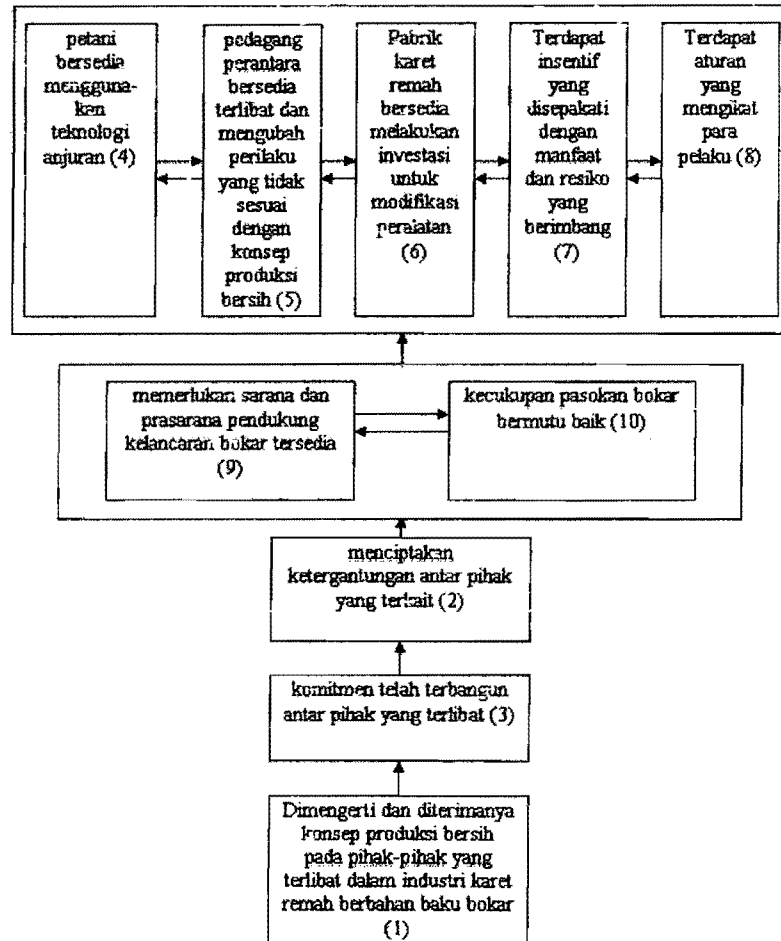 petani
bersedia
mengguna-
kan
teknologi
anjuran (4)
pedagang
perantara
bersedia
terlibat dan
mengubah
perilaku
yang tidak
sesuai
dengan
konsep
produksi
bersih (5)
Pabrik
karet
remah
bersedia
melakukan
investasi
untuk
modifikasi
peralatan
(6)
Terdapat
insentif
yang
disepakati
dengan
manfaat
dan resiko
yang
berimbang
(7)
Terdapat
aturan
yang
mengikat
para
pelaku (8)
memerlukan sarana dan
prasarana pendukung
kelancaran bokar tersedia
(9)
kecukupan pasokan bokar
bermutu baik (10)
menciptakan
ketergantungan antar pihak
yang terkait (2)
komitmen telah terbangun
antar pihak yang terlibat (3)
Dimengerti dan diterimanya
konsep produksi bersih
pada pihak-pihak yang
terlibat dalam industri karet
remah berbahan baku bokar
(1)